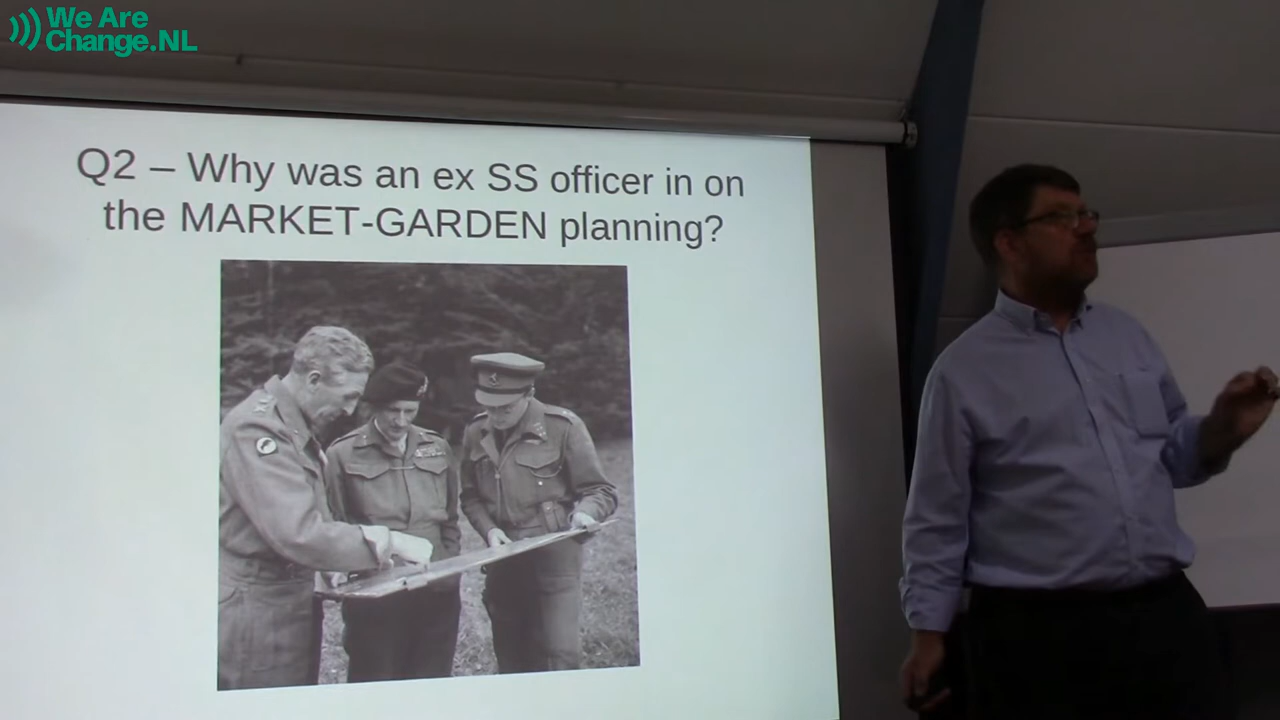 We Are
Change.NL
Q2 – Why was an ex SS officer in on
the MARKET-GARDEN planning?